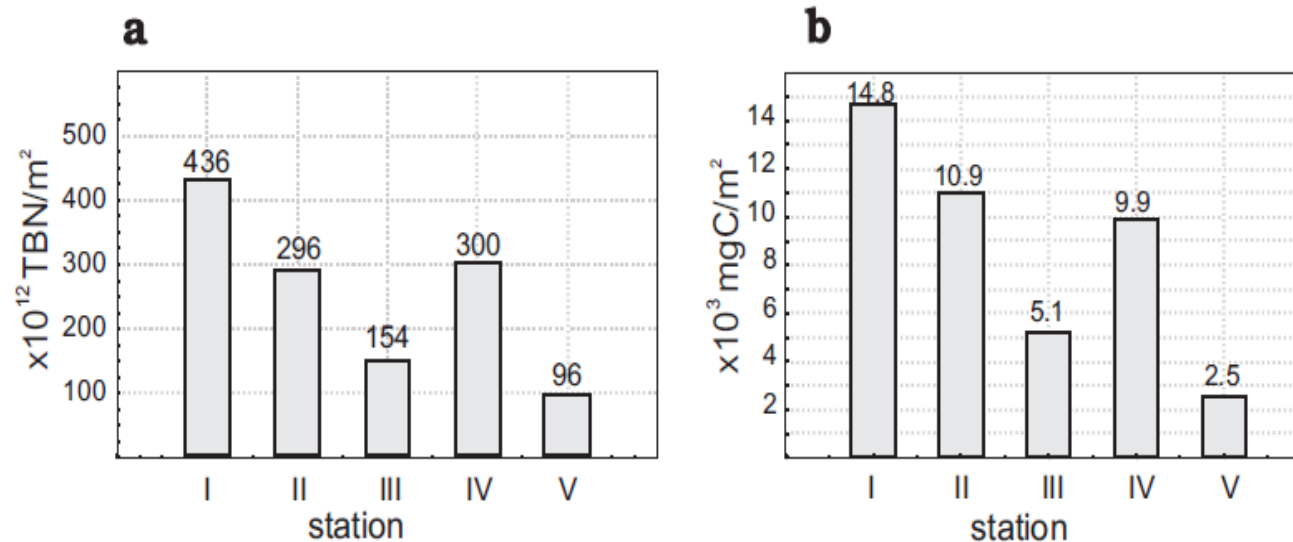 a
x10¹² TBN/m²
500
400
300
200
100
436
296
154
300
96
I II III IV V
station
b
x10³ mgC/m²
14
12
10
8
6
4
2
14.8
10.9
5.1
9.9
2.5
I II III IV V
station